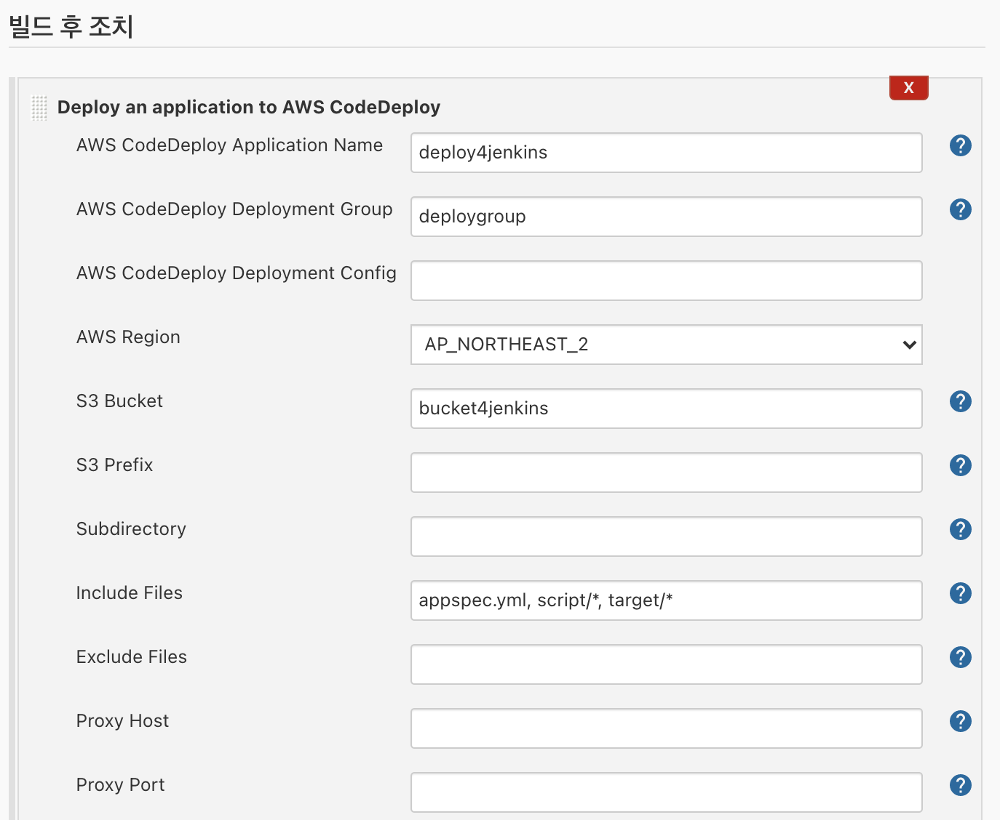 빌드 후 조치
X
Deploy an application to AWS CodeDeploy
AWS CodeDeploy Application Name
deploy4jenkins
?
AWS CodeDeploy Deployment Group
deploygroup
?
AWS CodeDeploy Deployment Config
AWS Region
AP_NORTHEAST_2
S3 Bucket
bucket4jenkins
?
S3 Prefix
?
Subdirectory
?
Include Files
appspec.yml, script/*, target/*
?
Exclude Files
?
Proxy Host
?
Proxy Port
?